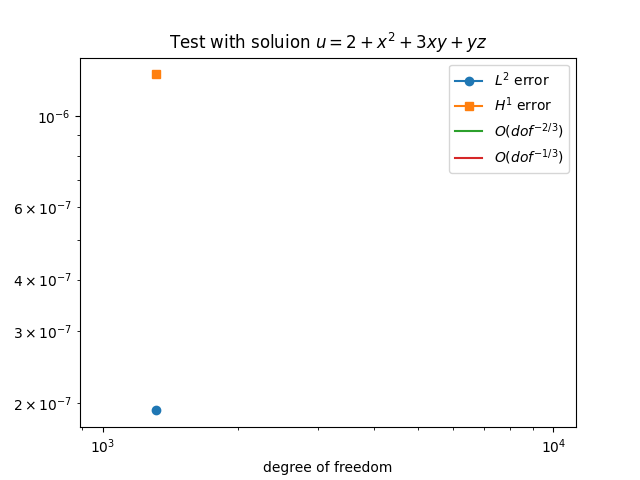 Test with soluion $u = 2 + x^2 + 3xy + yz$
$L^2$ error
$H^1$ error
$O(dof^{-2/3})$
$O(dof^{-1/3})$
$10^{-6}$
$6 \times 10^{-7}$
$4 \times 10^{-7}$
$3 \times 10^{-7}$
$2 \times 10^{-7}$
$10^3$ $10^4$
degree of freedom